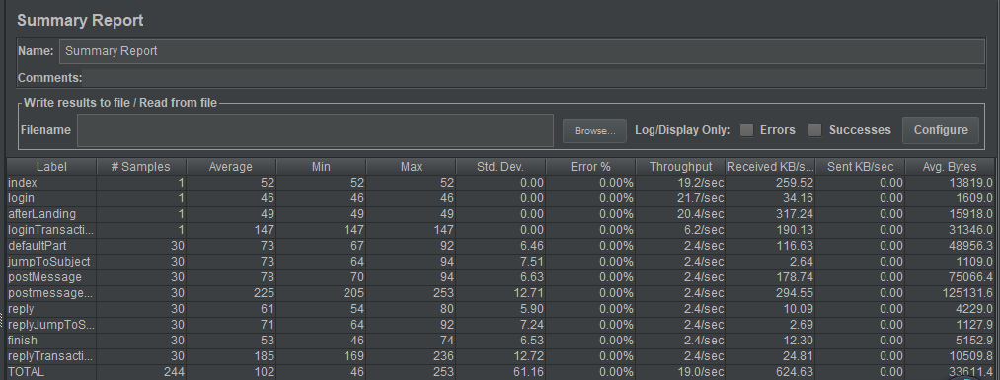 Summary Report
Name: Summary Report
Comments:
Write results to file / Read from file
Filename Browse... Log/Display Only: Errors Successes Configure
Label # Samples Average Min Max Std. Dev. Error % Throughput Received KB/s... Sent KB/sec Avg. Bytes
index 1 52 52 52 0.00 0.00% 19.2/sec 259.52 0.00 13819.0
login 1 46 46 46 0.00 0.00% 21.7/sec 34.16 0.00 1609.0
afterLanding 1 49 49 49 0.00 0.00% 20.4/sec 317.24 0.00 15918.0
loginTransacti... 1 147 147 147 0.00 0.00% 6.2/sec 190.13 0.00 31346.0
defaultPart 30 73 67 92 6.46 0.00% 2.4/sec 116.63 0.00 48956.3
jumpToSubject 30 73 64 94 7.51 0.00% 2.4/sec 2.64 0.00 1109.0
postMessage 30 78 70 94 6.63 0.00% 2.4/sec 178.74 0.00 75066.4
postmessage... 30 225 205 253 12.71 0.00% 2.4/sec 294.55 0.00 125131.6
reply 30 61 54 80 5.90 0.00% 2.4/sec 10.09 0.00 4229.0
replyJumpToS... 30 71 64 92 7.24 0.00% 2.4/sec 2.69 0.00 1127.9
finish 30 53 46 74 6.53 0.00% 2.4/sec 12.30 0.00 5152.9
replyTransacti... 30 185 169 236 12.72 0.00% 2.4/sec 24.81 0.00 10509.8
TOTAL 244 102 46 253 61.16 0.00% 19.0/sec 624.63 0.00 33611.4